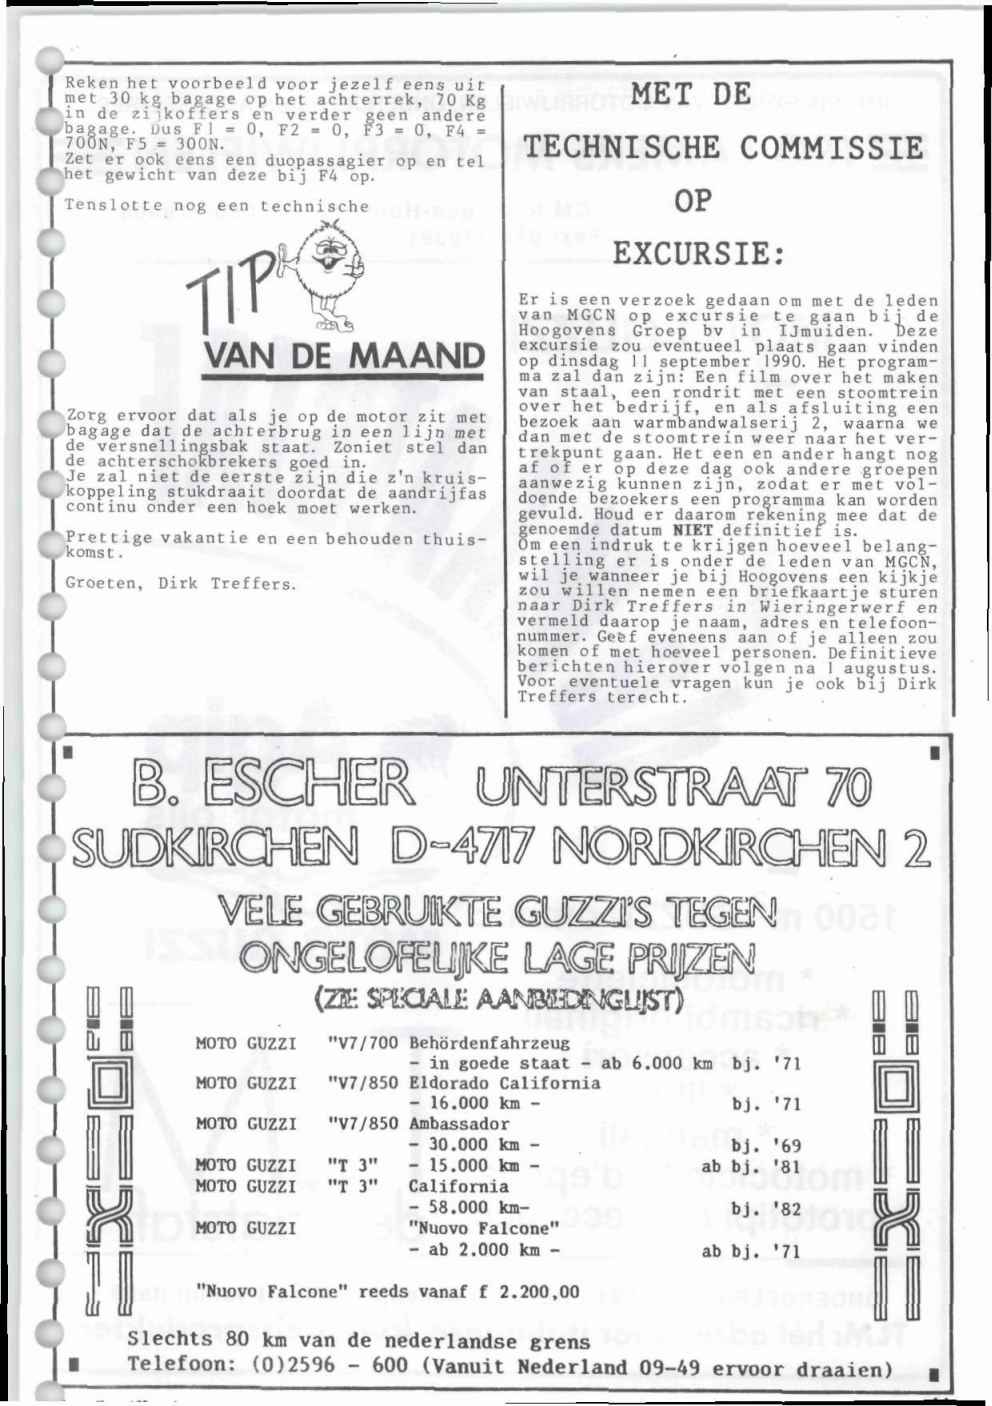 Reken het voorbeeld voor jezelf eens uit
met 30 kg bagage op het achterrek, 70 Kg
in de zijkoffers en verder geen andere
bagage. Dus F1 = 0, F2 = 0, F3 = 0, F4 =
700N, F5 = 300N.
Zet er ook eens een duopassagier op en tel
het gewicht van deze bij F4 op.
Tenslotte nog een technische
TIP
VAN DE MAAND
Zorg ervoor dat als je op de motor zit met
bagage dat de achterbrug in een lijn met
de versnellingsbak staat. Zoniet stel dan
de achterschokbrekers goed in.
Je zal niet de eerste zijn die z'n kruis-
koppeling stukdraait doordat de aandrijfas
continu onder een hoek moet werken.
Prettige vakantie en een behouden thuis-
komst.
Groeten, Dirk Treffers.
MET DE
TECHNISCHE COMMISSIE
OP
EXCURSIE:
Er is een verzoek gedaan om met de leden
van MGCN op excursie te gaan bij de
Hoogovens Groep bv in IJmuiden. Deze
excursie zou eventueel plaats gaan vinden
op dinsdag 11 september 1990. Het program-
ma zal dan zijn: Een film over het maken
van staal, een rondrit met een stoomtrein
over het bedrijf, en als afsluiting een
bezoek aan warmbandwalserij 2, waarna we
dan met de stoomtrein weer naar het ver-
trekpunt gaan. Het een en ander hangt nog
af of er op deze dag ook andere groepen
aanwezig kunnen zijn, zodat er met vol-
doende bezoekers een programma kan worden
gevuld. Houd er daarom rekening mee dat de
genoemde datum NIET definitief is.
Om een indruk te krijgen hoeveel belang-
stelling er is onder de leden van MGCN,
wil je wanneer je bij Hoogovens een kijkje
zou willen nemen een briefkaartje sturen
naar Dirk Treffers in Wieringerwerf en
vermeld daarop je naam, adres en telefoon-
nummer. Geef eveneens aan of je alleen zou
komen of met hoeveel personen. Definitieve
berichten hierover volgen na 1 augustus.
Voor eventuele vragen kun je ook bij Dirk
Treffers terecht.
B. ESCHER UNTERSTRAAT 70
SUDKIRCHEN D-4717 NORDKIRCHEN 2
VELE GEBRUIKTE GUZZI'S TEGEN
ONGELOFELIJKE LAGE PRIJZEN
(ZIE SPECIALE AANBIEDINGLIJST)
MOTO GUZZI "V7/700 Behördenfahrzeug
- in goede staat - ab 6.000 km bj. '71
MOTO GUZZI "V7/850 Eldorado California
- 16.000 km - bj. '71
MOTO GUZZI "V7/850 Ambassador
- 30.000 km - bj. '69
MOTO GUZZI "T 3" - 15.000 km - ab bj. '81
MOTO GUZZI "T 3" California
- 58.000 km- bj. '82
MOTO GUZZI "Nuovo Falcone"
- ab 2.000 km - ab bj. '71
"Nuovo Falcone" reeds vanaf f 2.200,00
Slechts 80 km van de nederlandse grens
Telefoon: (0)2596 - 600 (Vanuit Nederland 09-49 ervoor draaien)